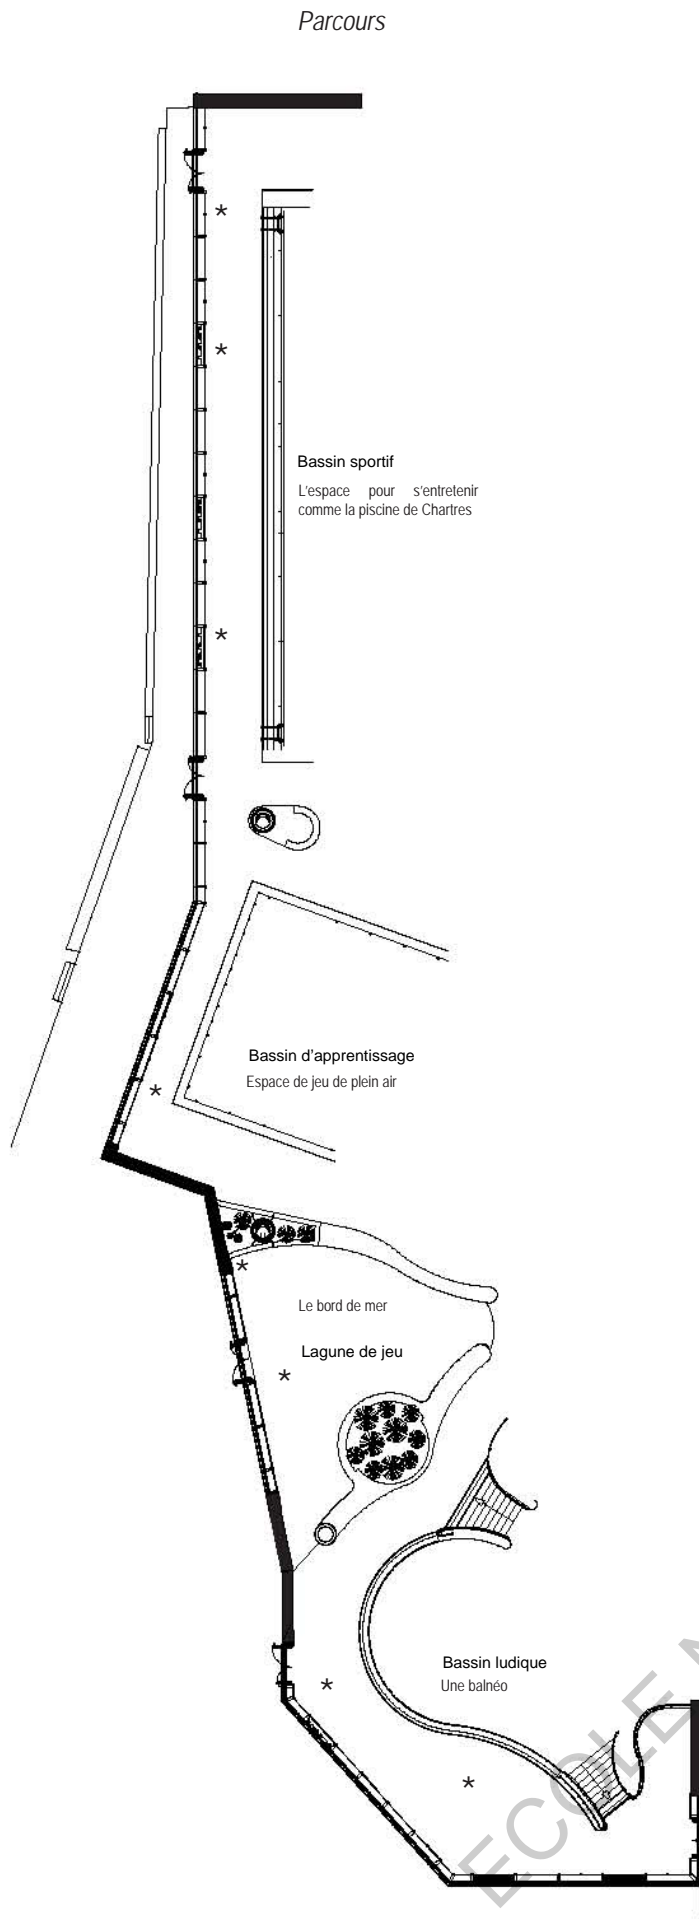 Parcours
*
*
Bassin sportif
L'espace pour s'entretenir
comme la piscine de Chartres
*
Bassin d'apprentissage
Espace de jeu de plein air
*
*
Le bord de mer
Lagune de jeu
*
Bassin ludique
Une balnéo
*
*
ECOLE N